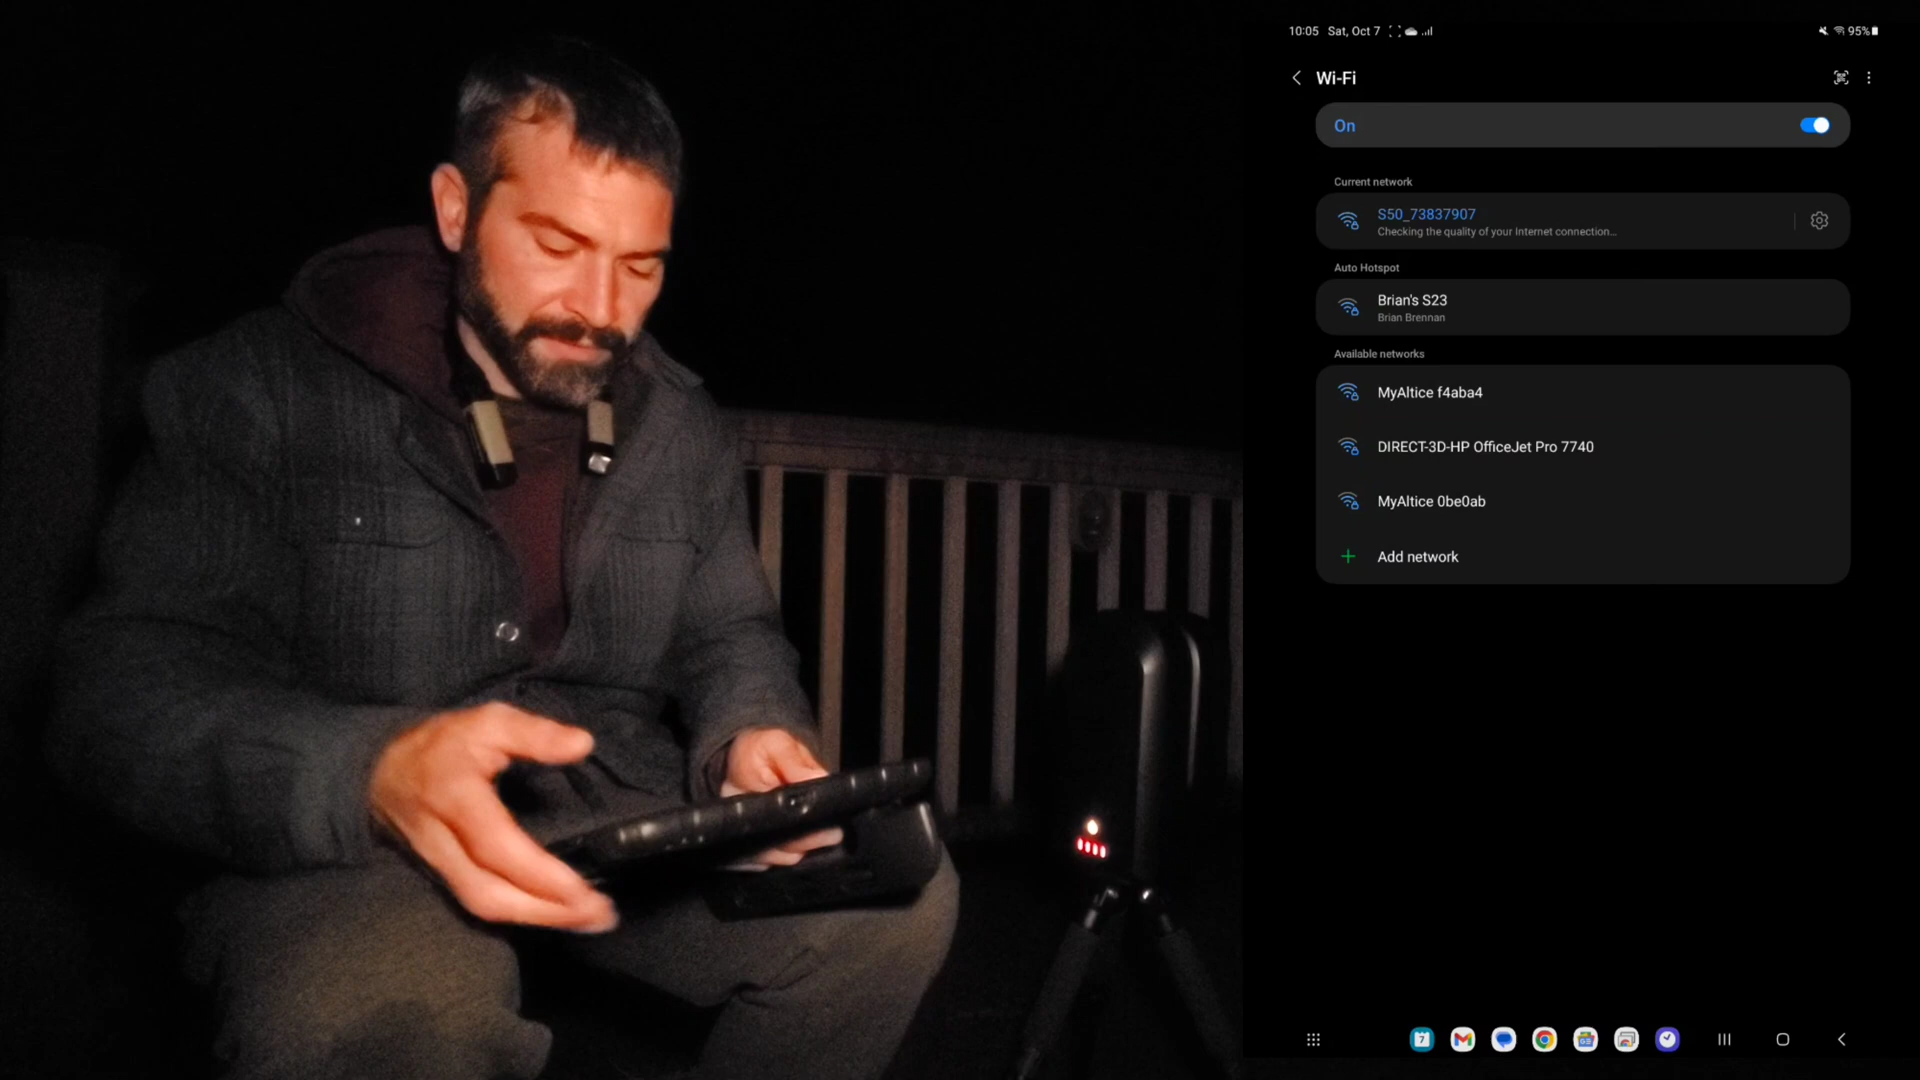 10:05 Sat, Oct 7
95%
Wi-Fi
On
Current network
S50_73837907
Checking the quality of your Internet connection...
Auto Hotspot
Brian's S23
Brian Brennan
Available networks
MyAltice f4aba4
DIRECT-3D-HP OfficeJet Pro 7740
MyAltice 0be0ab
Add network
7